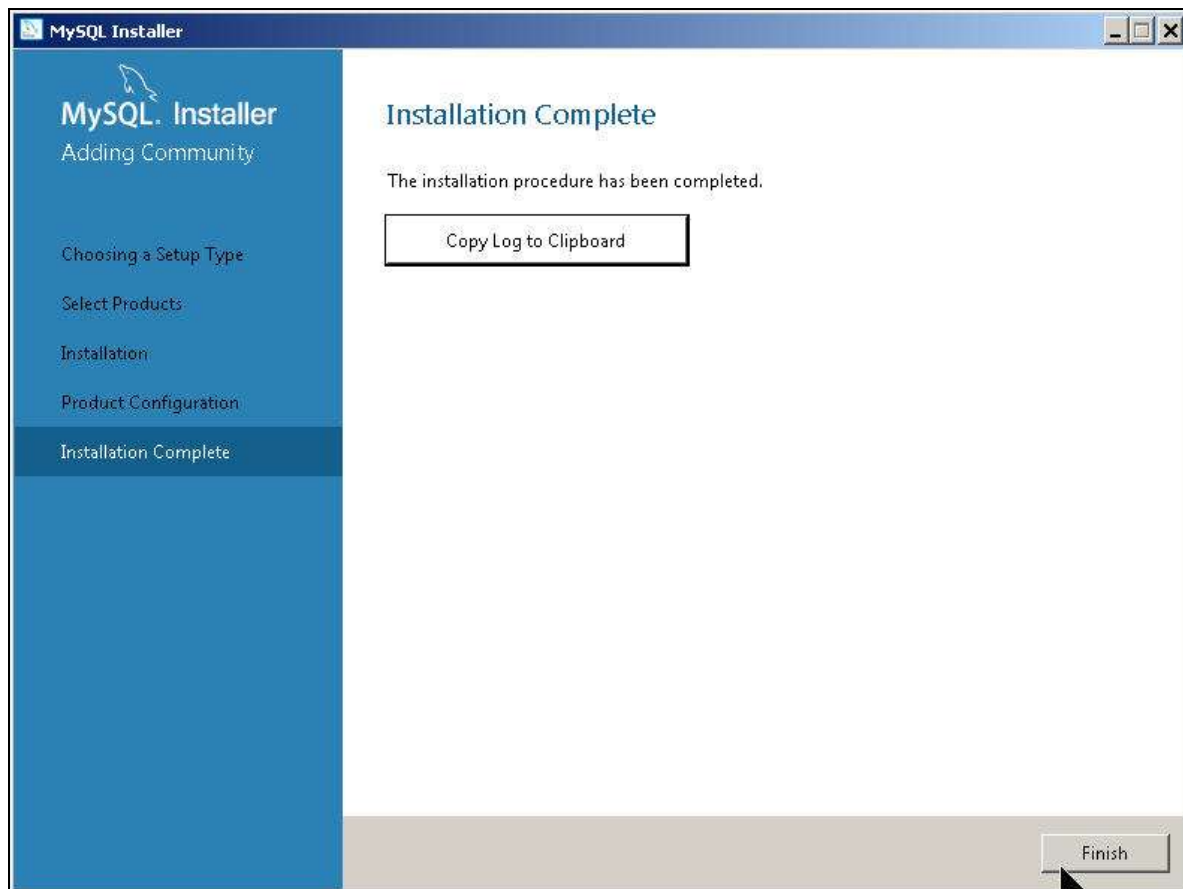 MySQL Installer
MySQL. Installer
Adding Community
Choosing a Setup Type
Select Products
Installation
Product Configuration
Installation Complete
Installation Complete
The installation procedure has been completed.
Copy Log to Clipboard
Finish